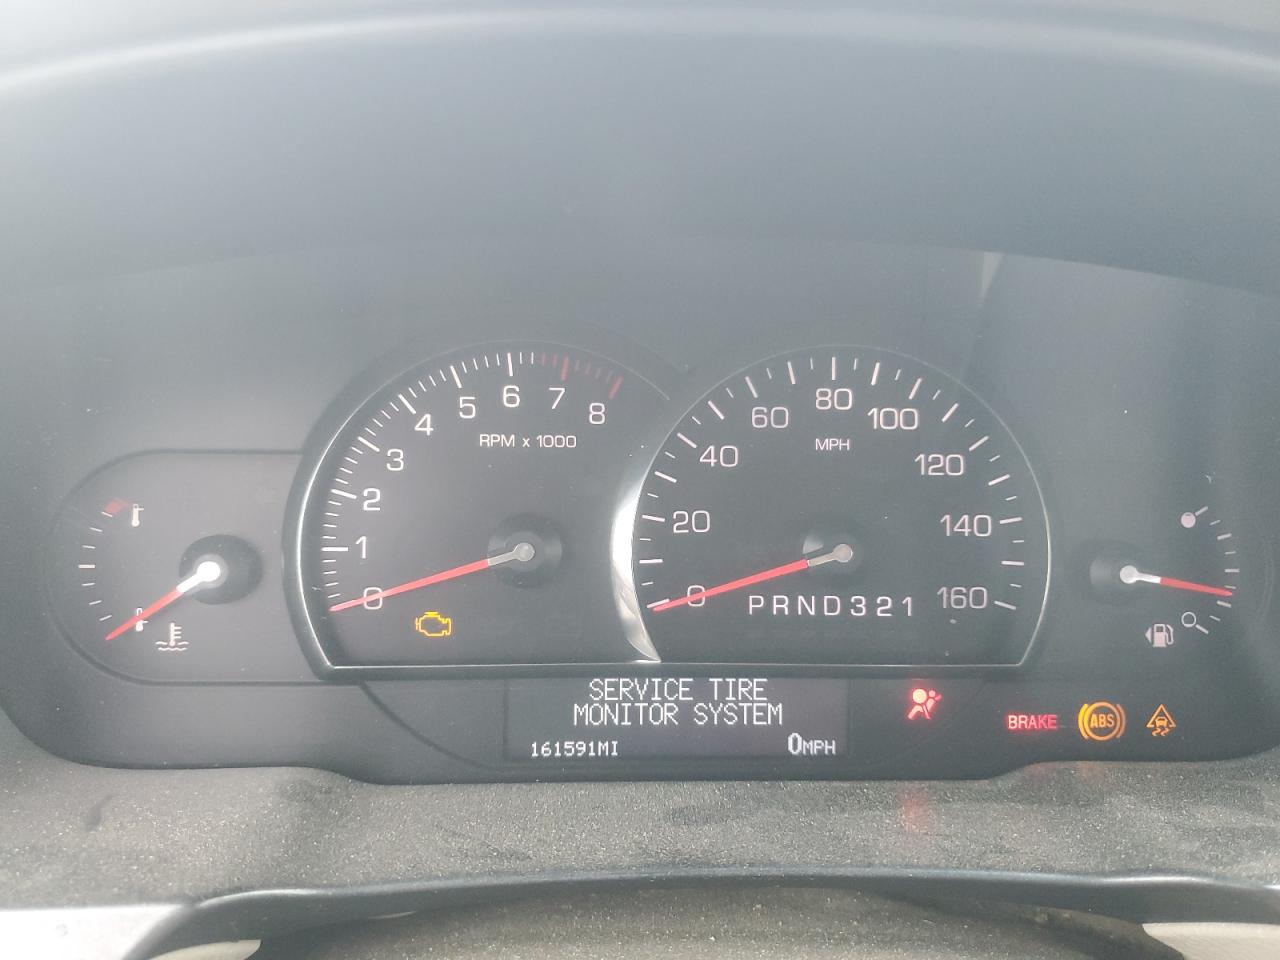 0
1
2
3
4
5
6
7
8
RPM x 1000
0
20
40
60
80
100
120
140
160
MPH
PRND321
SERVICE TIRE
MONITOR SYSTEM
161591MI
0MPH
BRAKE
ABS